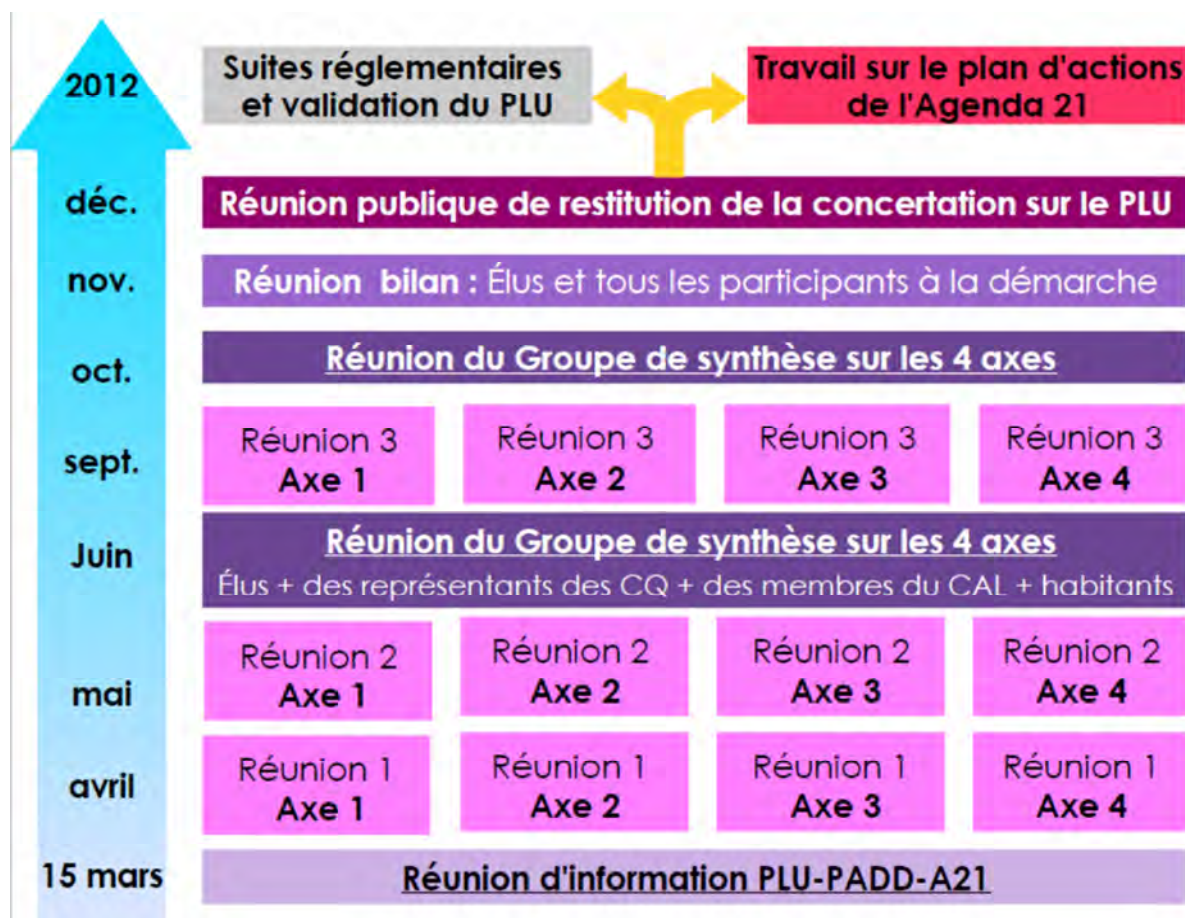 2012
Suites réglementaires
et validation du PLU
Travail sur le plan d'actions
de l'Agenda 21
déc.
Réunion publique de restitution de la concertation sur le PLU
nov.
Réunion bilan : Élus et tous les participants à la démarche
oct.
Réunion du Groupe de synthèse sur les 4 axes
sept.
Réunion 3
Axe 1
Réunion 3
Axe 2
Réunion 3
Axe 3
Réunion 3
Axe 4
Juin
Réunion du Groupe de synthèse sur les 4 axes
Élus + des représentants des CQ + des membres du CAL + habitants
mai
Réunion 2
Axe 1
Réunion 2
Axe 2
Réunion 2
Axe 3
Réunion 2
Axe 4
avril
Réunion 1
Axe 1
Réunion 1
Axe 2
Réunion 1
Axe 3
Réunion 1
Axe 4
15 mars
Réunion d'information PLU-PADD-A21